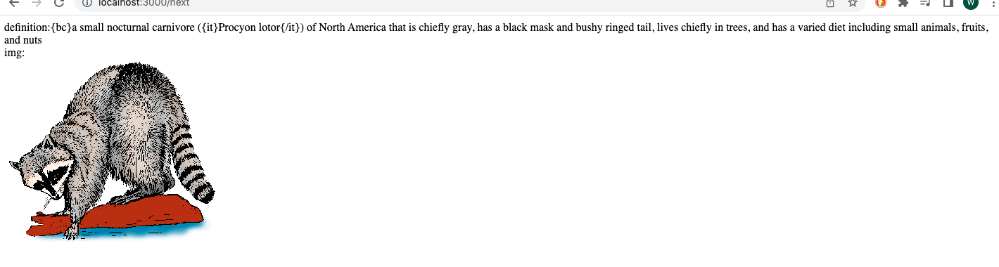 localhost:3000/next
W
definition:{bc}a small nocturnal carnivore ({it}Procyon lotor{/it}) of North America that is chiefly gray, has a black mask and bushy ringed tail, lives chiefly in trees, and has a varied diet including small animals, fruits,
and nuts
img: